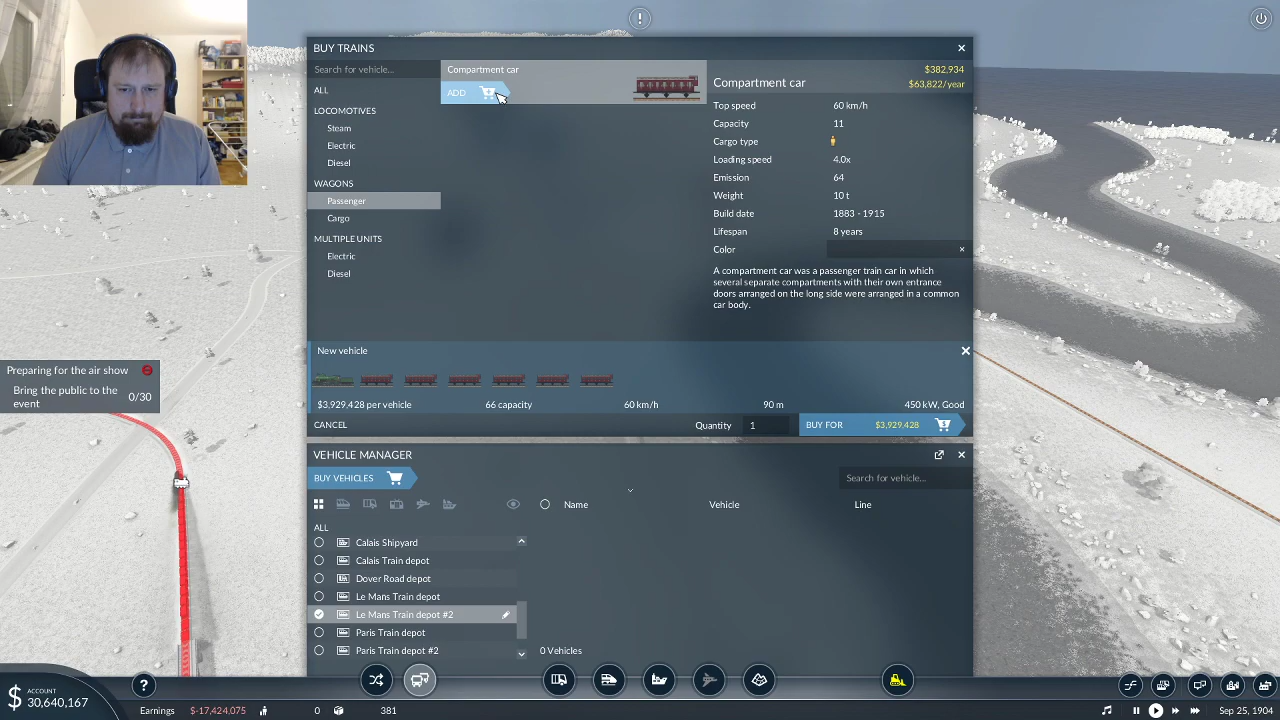 !
BUY TRAINS
Search for vehicle...
ALL
LOCOMOTIVES
Steam
Electric
Diesel
WAGONS
Passenger
Cargo
MULTIPLE UNITS
Electric
Diesel
Compartment car
ADD
$382,934
Compartment car
$63,822/year
Top speed 60 km/h
Capacity 11
Cargo type
Loading speed 4.0x
Emission 64
Weight 10 t
Build date 1883 - 1915
Lifespan 8 years
Color
A compartment car was a passenger train car in which
several separate compartments with their own entrance
doors arranged on the long side were arranged in a common
car body.
New vehicle
$3,929,428 per vehicle 66 capacity 60 km/h 90 m 450 kW, Good
CANCEL Quantity 1 BUY FOR $3,929,428
Preparing for the air show
Bring the public to the
event
0/30
VEHICLE MANAGER
BUY VEHICLES
Search for vehicle...
Name Vehicle Line
ALL
Calais Shipyard
Calais Train depot
Dover Road depot
Le Mans Train depot
Le Mans Train depot #2
Paris Train depot
Paris Train depot #2
0 Vehicles
$ ACCOUNT
30,640,167
?
Earnings $-17,424,075 0 381
Sep 25, 1904